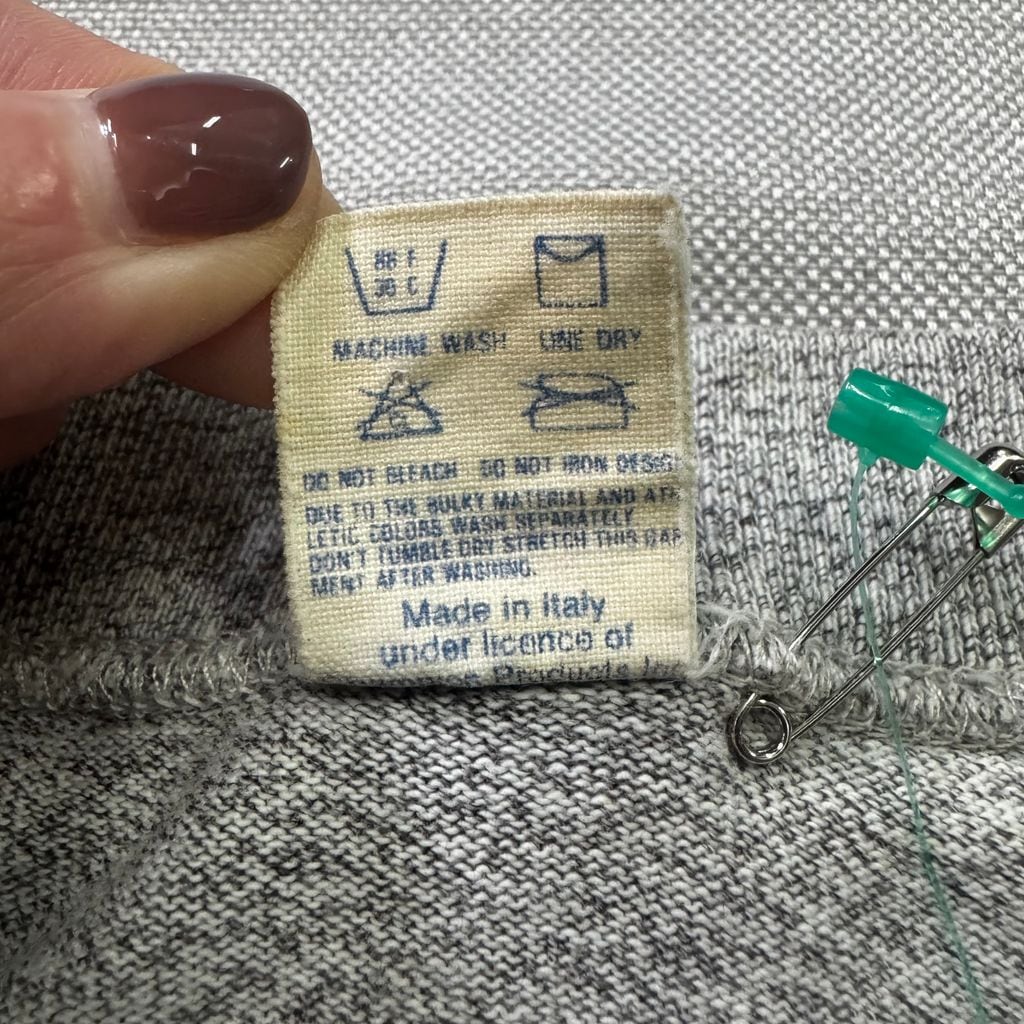 86 F
30 C
MACHINE WASH LINE DRY
DO NOT BLEACH DO NOT IRON DESIG
DUE TO THE BULKY MATERIAL AND ATH
LETIC COLORS WASH SEPARATELY
DON'T TUMBLE DRY STRETCH THIS GAR
MENT AFTER WASHING.
Made in Italy
under licence of
Products